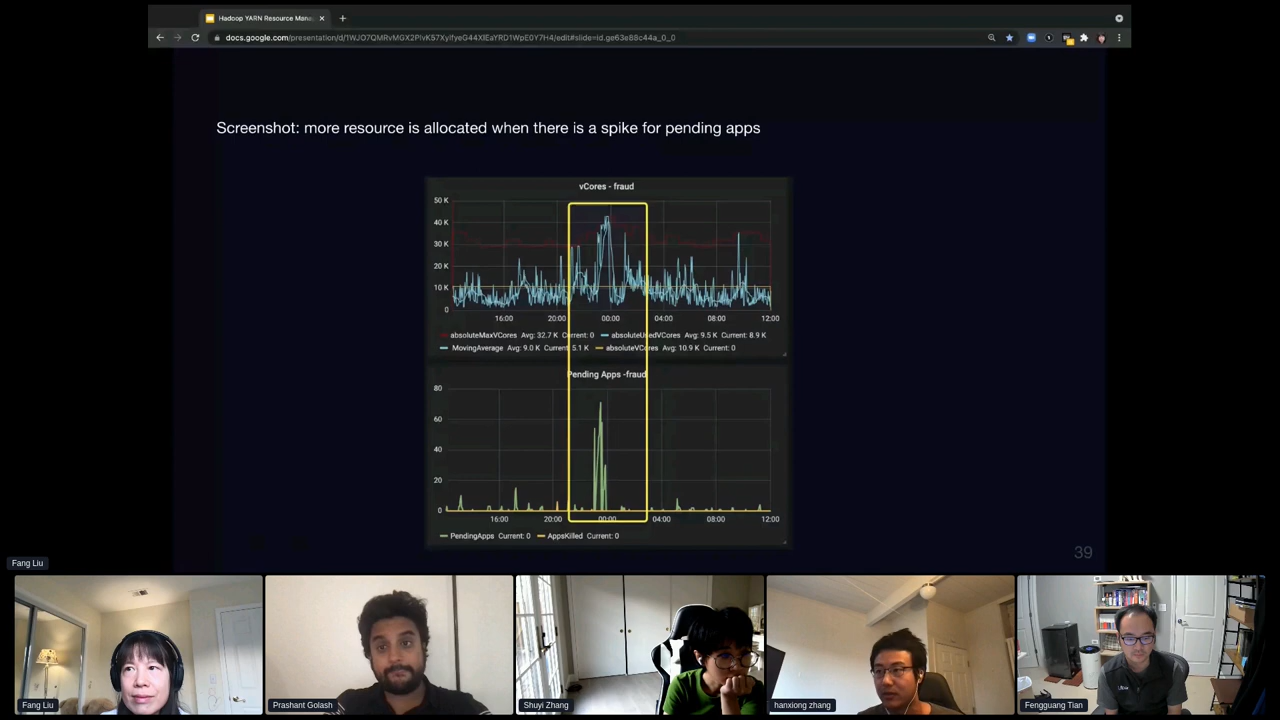 Hadoop YARN Resource Mana
docs.google.com/presentation/d/1WJO7QMRvMGX2PlvK57XyIfyeG44XIEaYRD1WpE0Y7H4/edit#slide=id.ge63e88c44a_0_0
Screenshot: more resource is allocated when there is a spike for pending apps
vCores - fraud
50 K
40 K
30 K
20 K
10 K
0
16:00 20:00 00:00 04:00 08:00 12:00
absoluteMaxVCores Avg: 32.7 K Current: 0 absoluteUsedVCores Avg: 9.5 K Current: 8.9 K
MovingAverage Avg: 9.0 K Current: 5.1 K absoluteVCores Avg: 10.9 K Current: 0
Pending Apps -fraud
80
60
40
20
0
16:00 20:00 00:00 04:00 08:00 12:00
PendingApps Current: 0 AppsKilled Current: 0
39
Fang Liu
Fang Liu
Prashant Golash
Shuyi Zhang
hanxiong zhang
Fengguang Tian